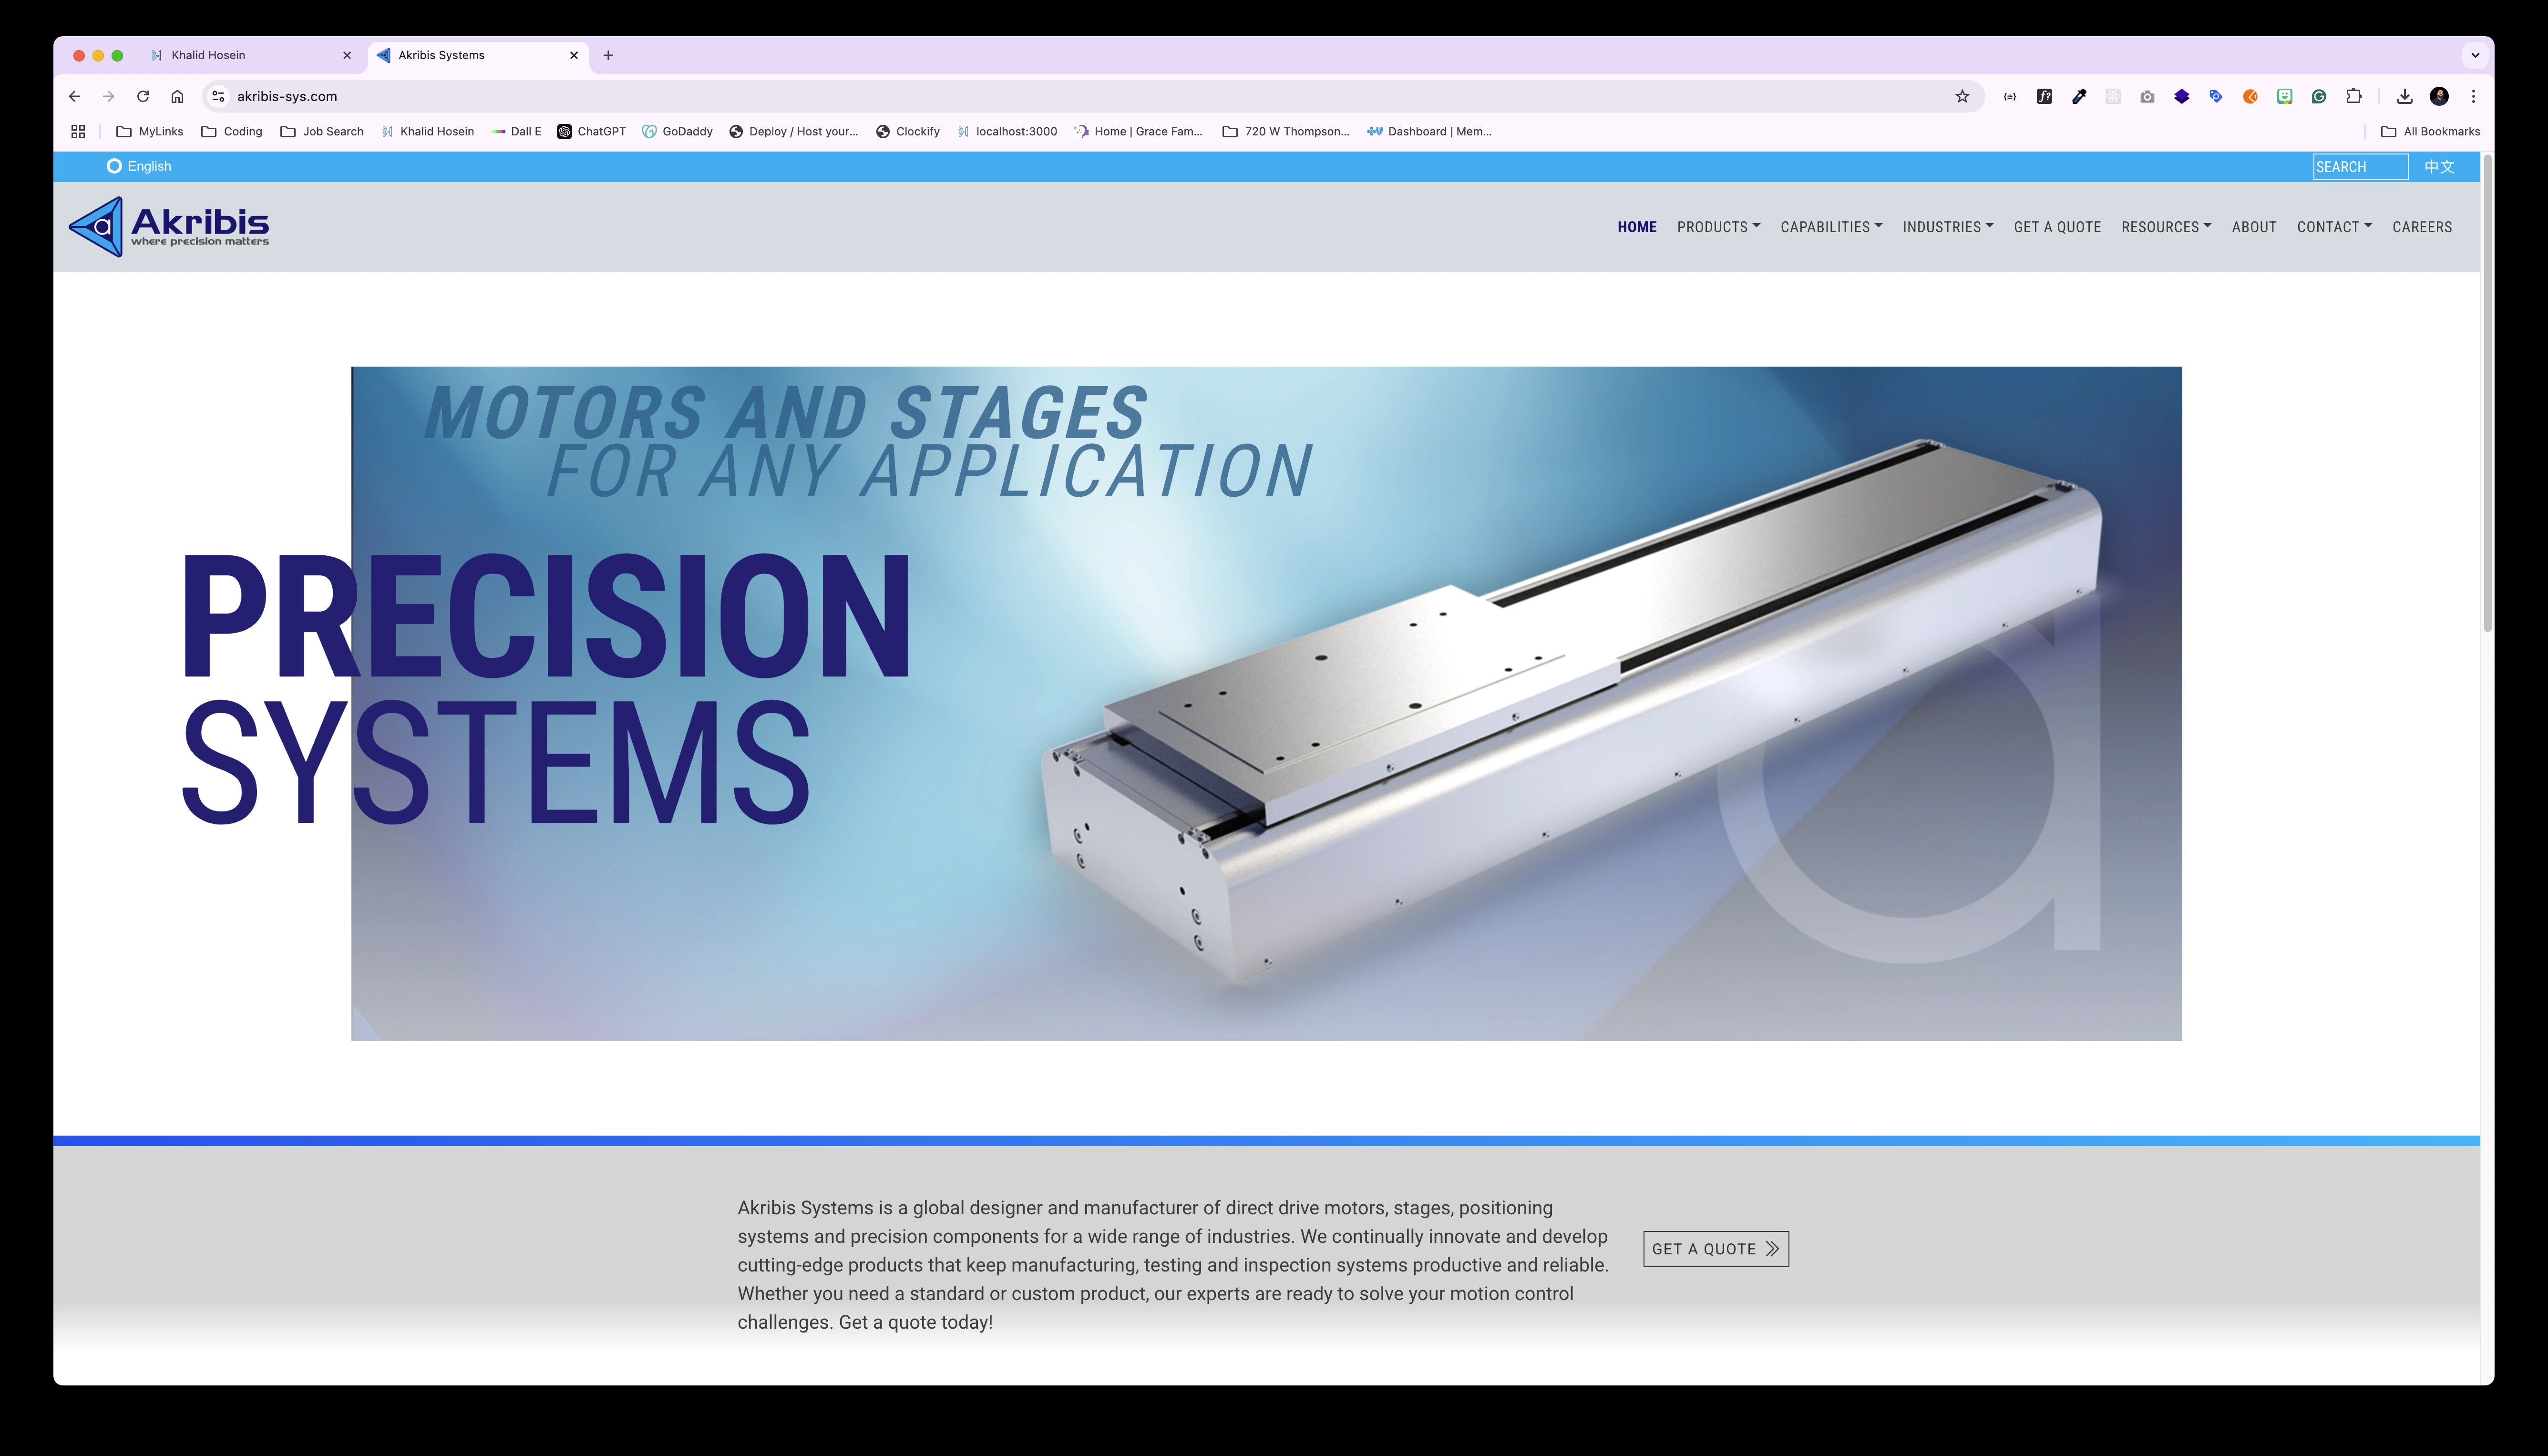 Khalid Hosein
Akribis Systems
akribis-sys.com
MyLinks Coding Job Search Khalid Hosein Dall E ChatGPT GoDaddy Deploy / Host your... Clockify localhost:3000 Home | Grace Fam... 720 W Thompson... Dashboard | Mem... All Bookmarks
English SEARCH 中文
a Akribis
where precision matters
HOME PRODUCTS CAPABILITIES INDUSTRIES GET A QUOTE RESOURCES ABOUT CONTACT CAREERS
MOTORS AND STAGES
FOR ANY APPLICATION
PRECISION
SYSTEMS
a
Akribis Systems is a global designer and manufacturer of direct drive motors, stages, positioning
systems and precision components for a wide range of industries. We continually innovate and develop
cutting-edge products that keep manufacturing, testing and inspection systems productive and reliable.
Whether you need a standard or custom product, our experts are ready to solve your motion control
challenges. Get a quote today!
GET A QUOTE